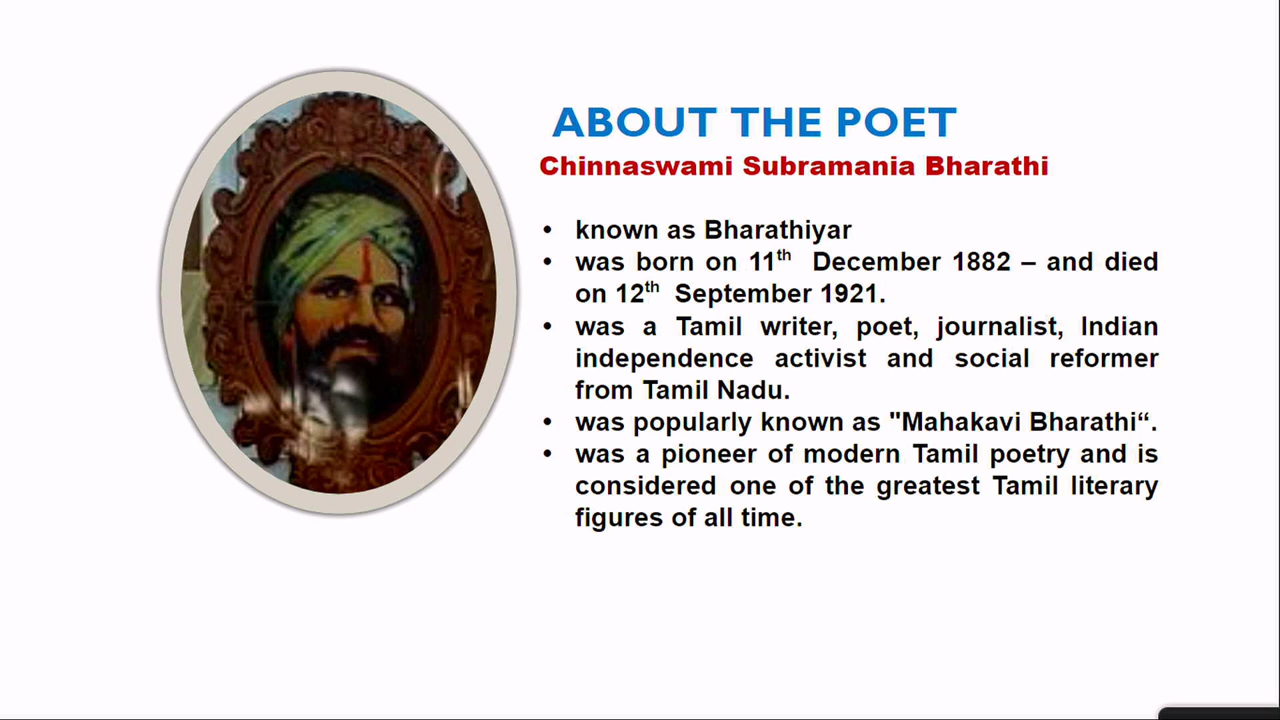 ABOUT THE POET
Chinnaswami Subramania Bharathi
• known as Bharathiyar
• was born on 11th December 1882 – and died
on 12th September 1921.
• was a Tamil writer, poet, journalist, Indian
independence activist and social reformer
from Tamil Nadu.
• was popularly known as "Mahakavi Bharathi“.
• was a pioneer of modern Tamil poetry and is
considered one of the greatest Tamil literary
figures of all time.